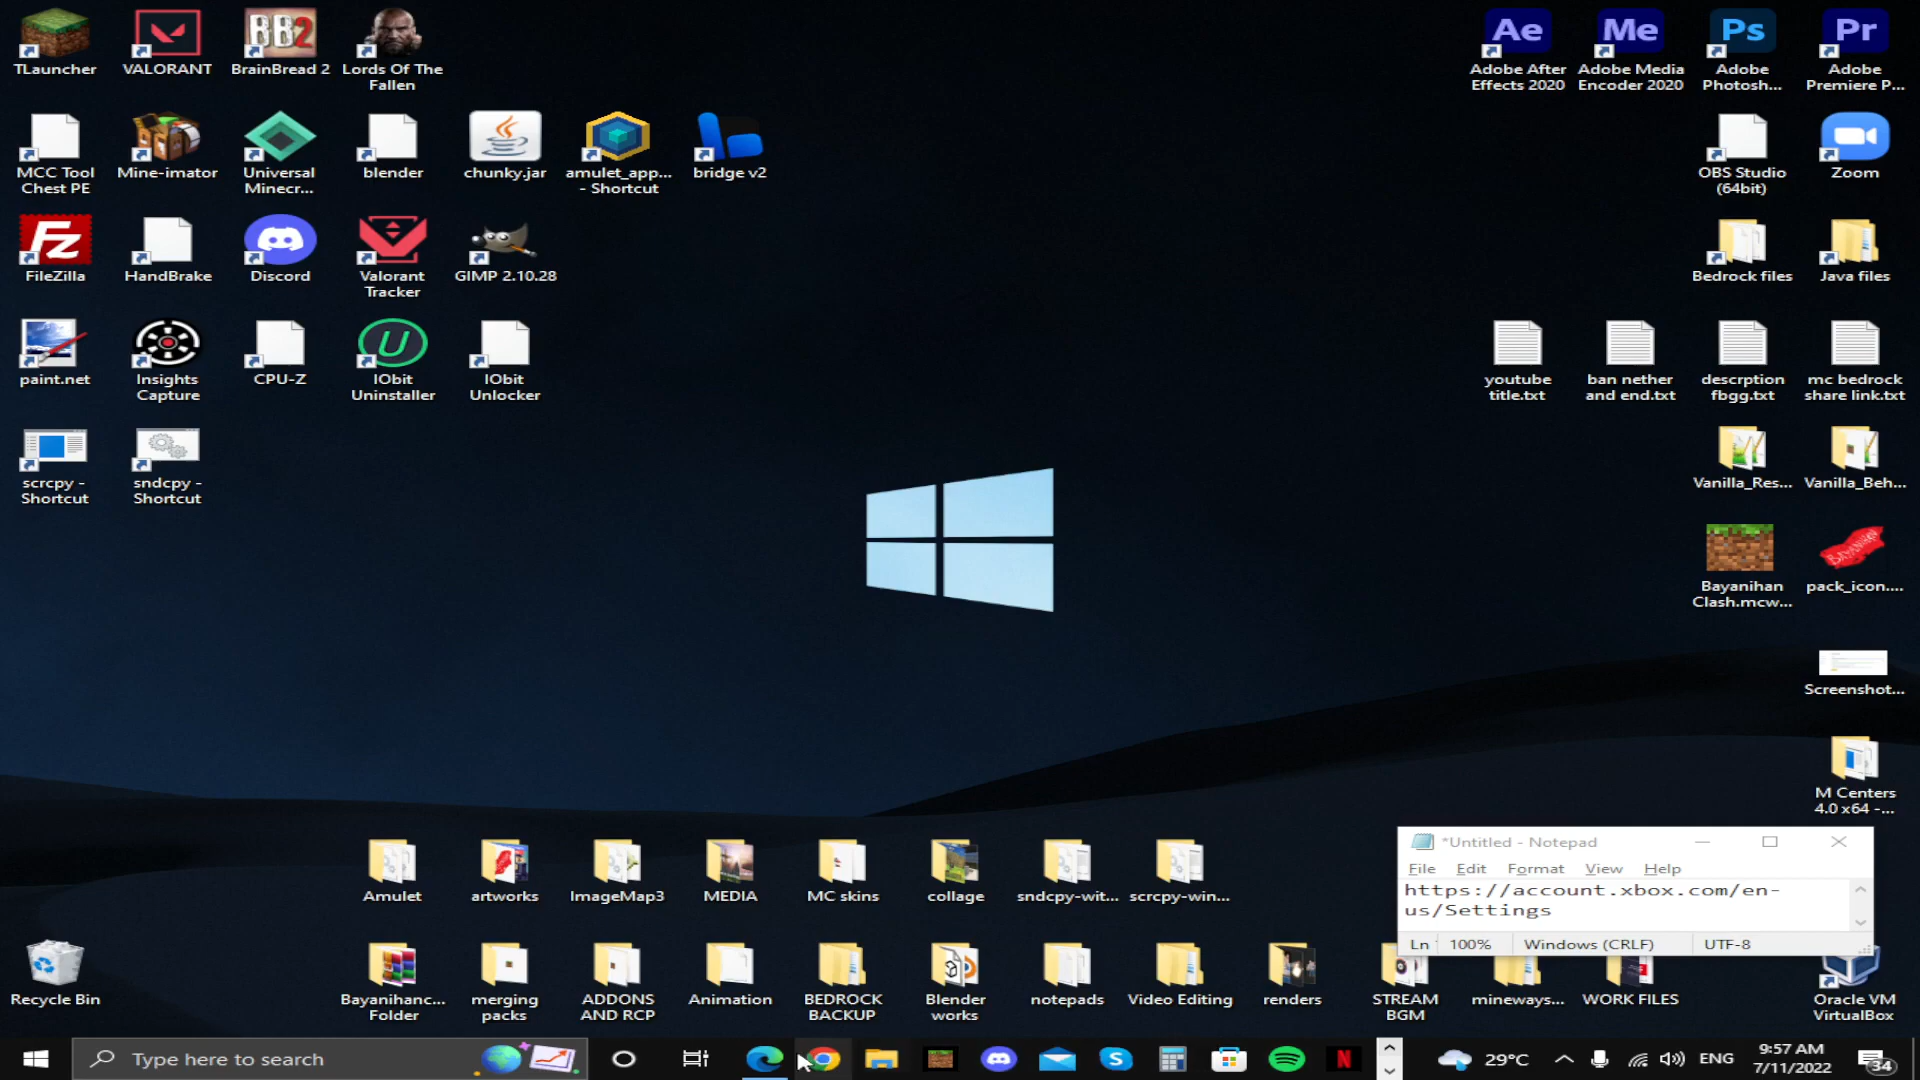 TLauncher
VALORANT
BB2
BrainBread 2
Lords Of The
Fallen
Ae
Adobe After
Effects 2020
Me
Adobe Media
Encoder 2020
Ps
Adobe
Photosh...
Pr
Adobe
Premiere P...
MCC Tool
Chest PE
Mine-imator
Universal
Minecr...
blender
chunky.jar
amulet_app...
- Shortcut
bridge v2
OBS Studio
(64bit)
Zoom
Fz
FileZilla
HandBrake
Discord
Valorant
Tracker
GIMP 2.10.28
Bedrock files
Java files
paint.net
Insights
Capture
CPU-Z
U
IObit
Uninstaller
IObit
Unlocker
youtube
title.txt
ban nether
and end.txt
descrption
fbgg.txt
mc bedrock
share link.txt
scrcpy -
Shortcut
sndcpy -
Shortcut
Vanilla_Res...
Vanilla_Beh...
Bayanihan
Clash.mcw...
BAYANIHAN
pack_icon....
Screenshot...
M Centers
4.0 x64 -...
Amulet
artworks
ImageMap3
MEDIA
MC skins
collage
sndcpy-wit...
scrcpy-win...
*Untitled - Notepad
File Edit Format View Help
https://account.xbox.com/en-
us/Settings
Ln 100% Windows (CRLF) UTF-8
Recycle Bin
Bayanihanc...
Folder
merging
packs
ADDONS
AND RCP
Animation
BEDROCK
BACKUP
Blender
works
notepads
Video Editing
renders
STREAM
BGM
mineways...
WORK FILES
Oracle VM
VirtualBox
Type here to search
29°C
ENG
9:57 AM
7/11/2022
34